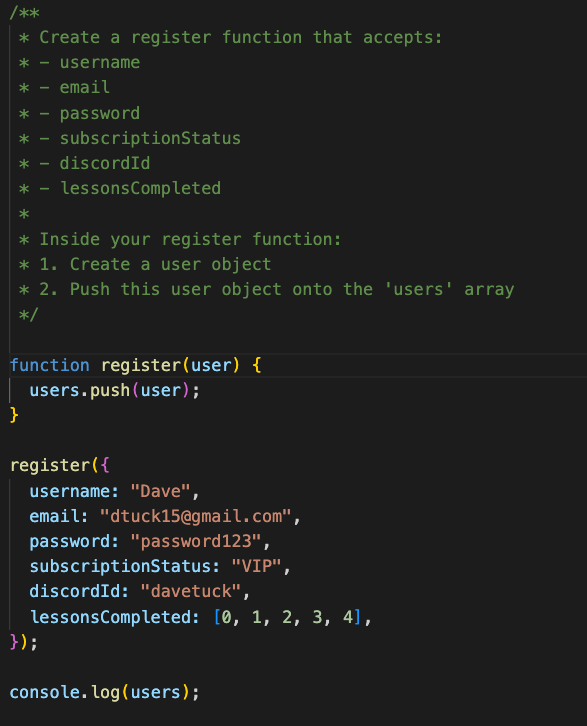 /**
* Create a register function that accepts:
* - username
* - email
* - password
* - subscriptionStatus
* - discordId
* - lessonsCompleted
*
* Inside your register function:
* 1. Create a user object
* 2. Push this user object onto the 'users' array
*/
function register(user) {
users.push(user);
}
register({
username: "Dave",
email: "dtuck15@gmail.com",
password: "password123",
subscriptionStatus: "VIP",
discordId: "davetuck",
lessonsCompleted: [0, 1, 2, 3, 4],
});
console.log(users);